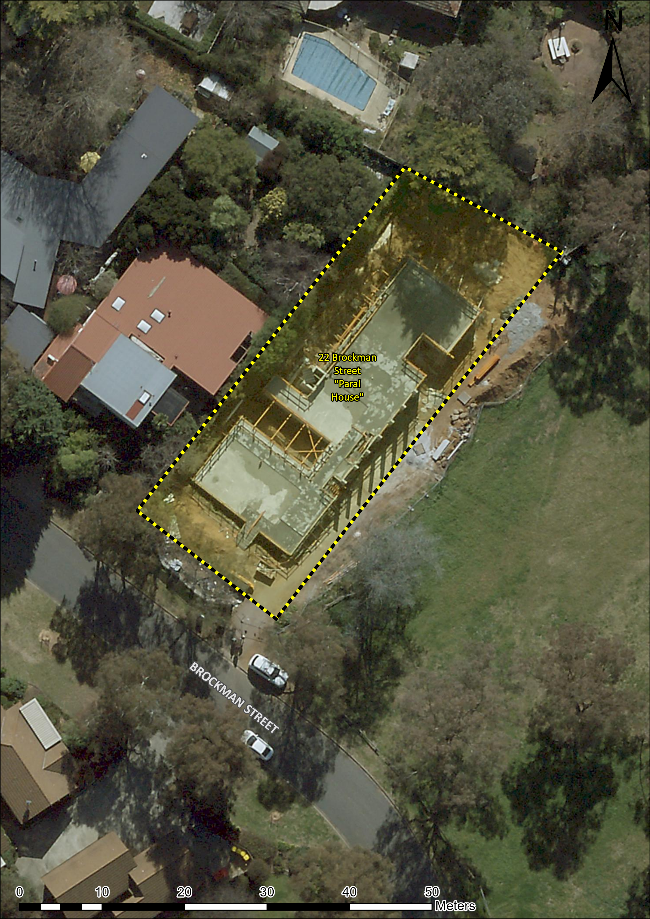 N
22 Brockman
Street
"Paral
House"
BROCKMAN STREET
0 10 20 30 40 50
Meters